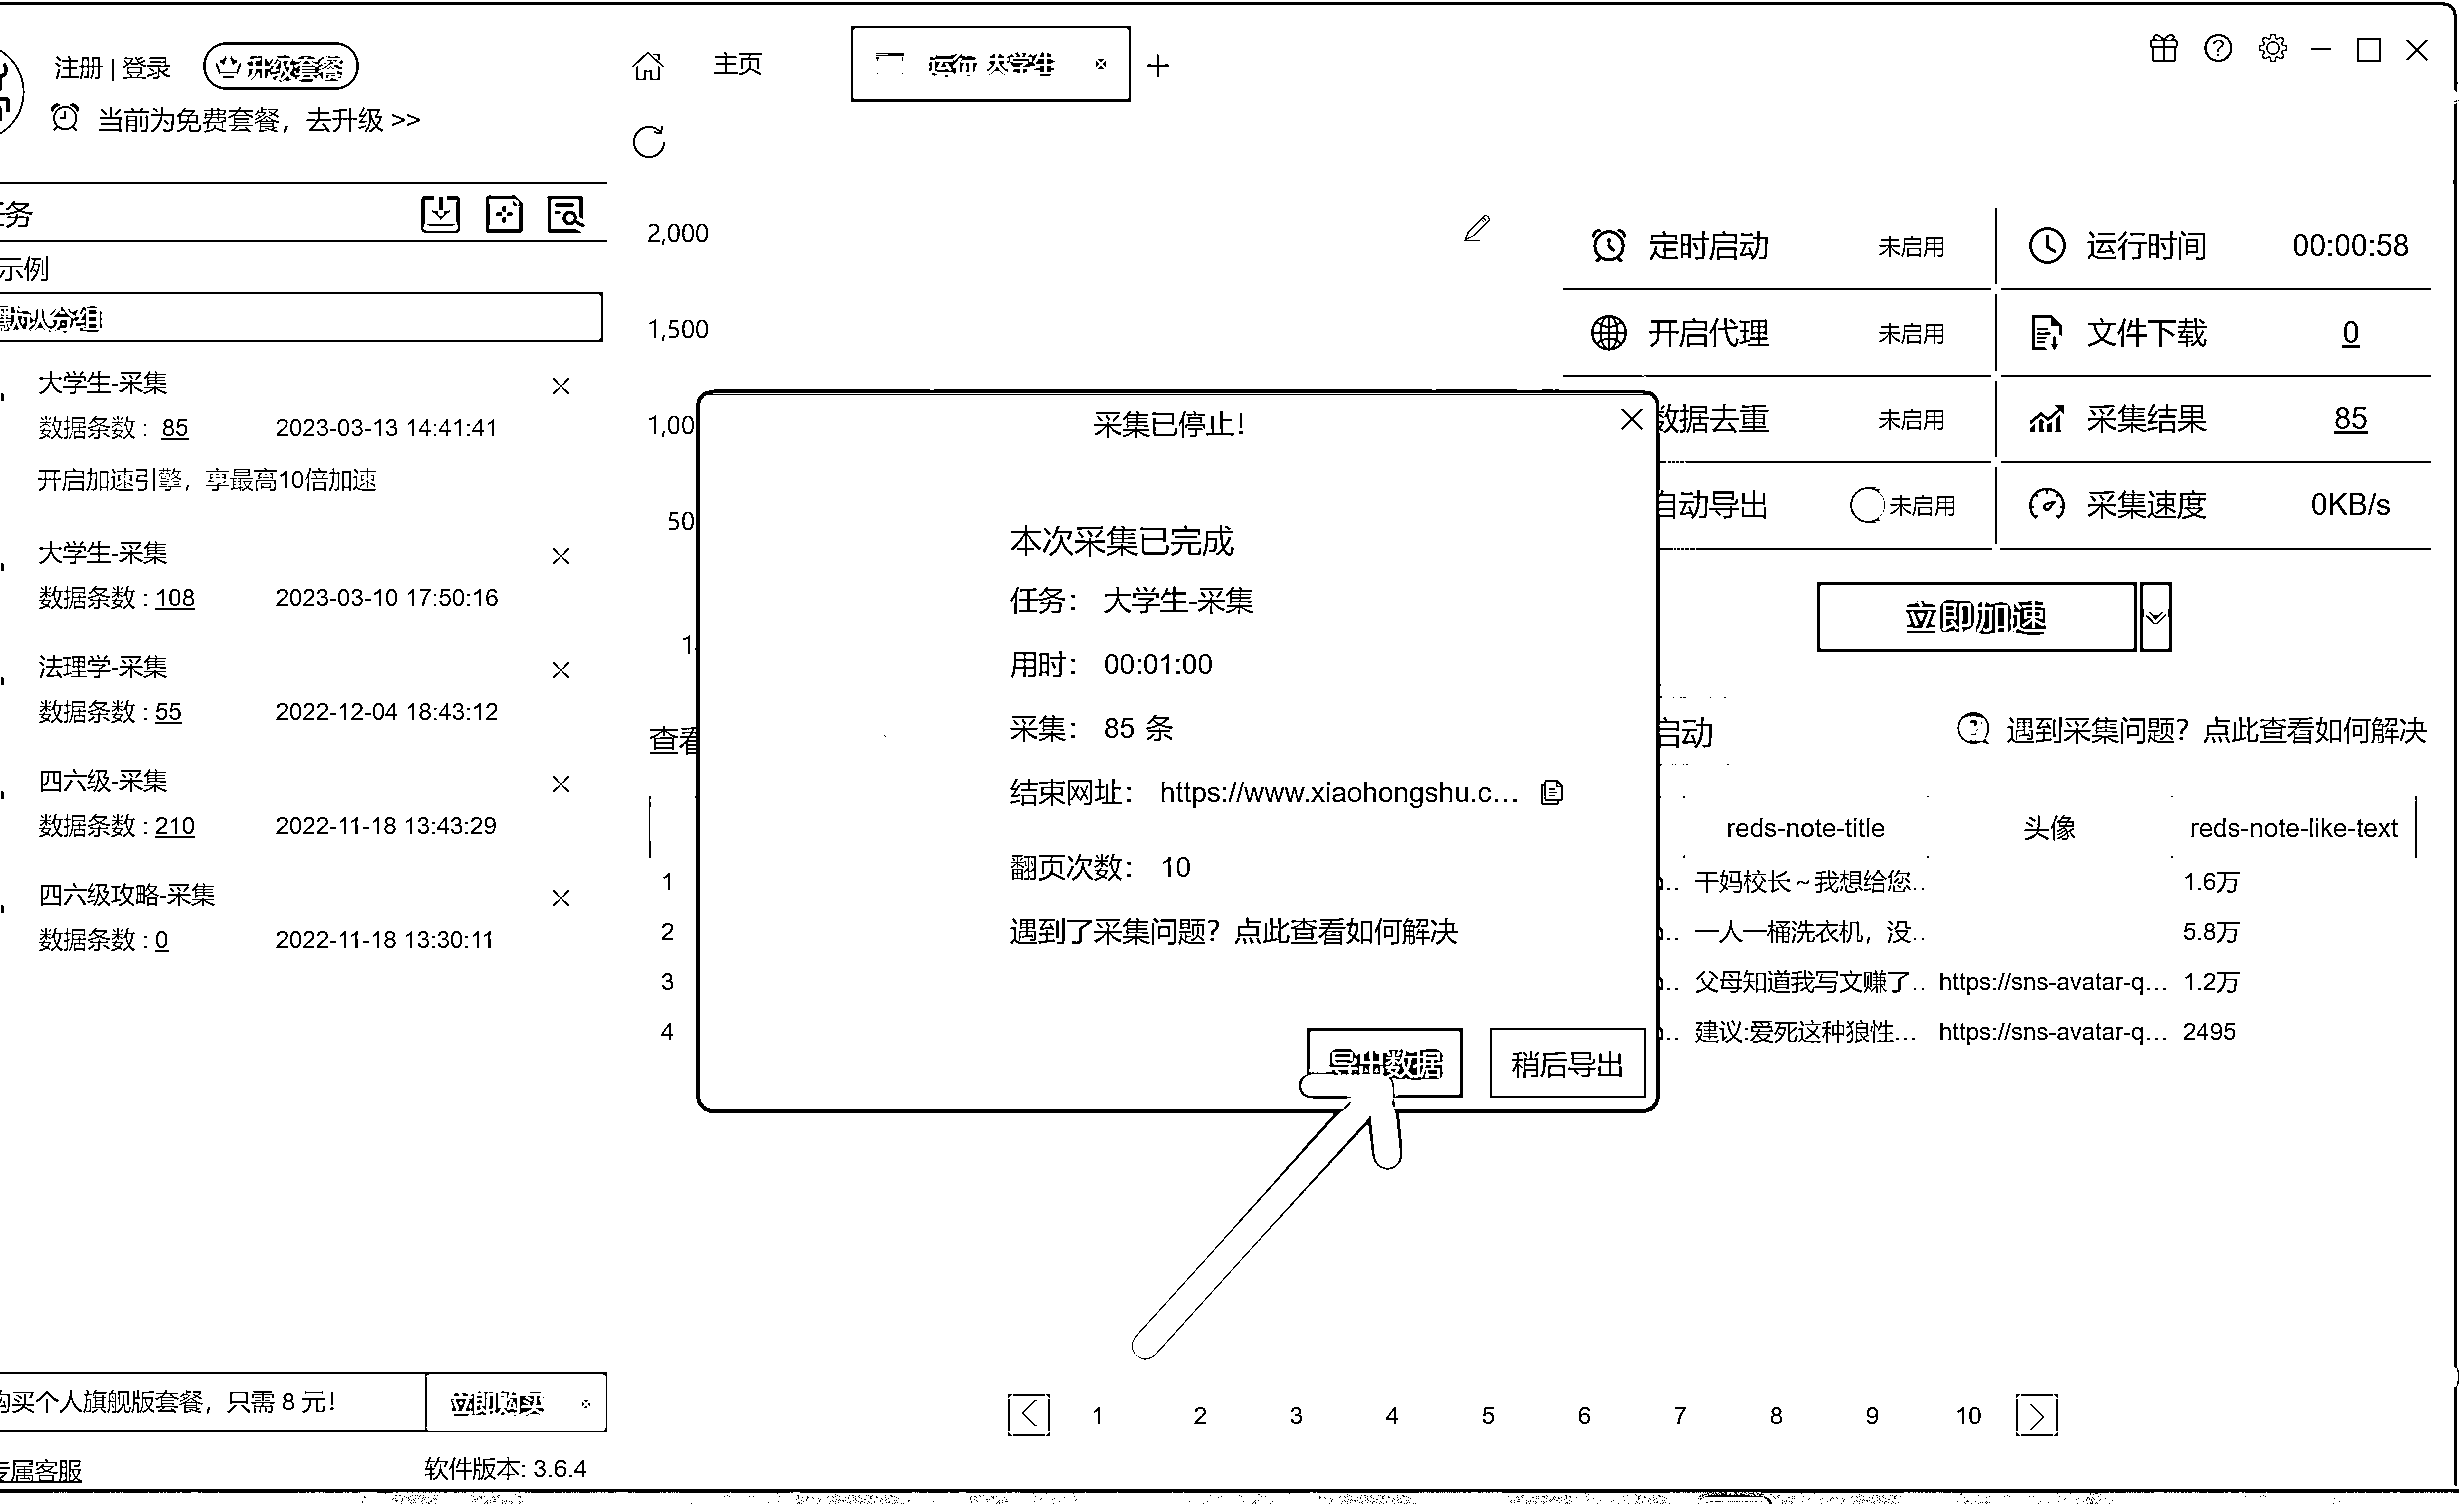 注册 | 登录 升级套餐
当前为免费套餐，去升级 >>
主页 运行 大学生
务
示例
默认分组
大学生-采集
数据条数： 85 2023-03-13 14:41:41
开启加速引擎，享最高10倍加速
大学生-采集
数据条数 : 108 2023-03-10 17:50:16
法理学-采集
数据条数 : 55 2022-12-04 18:43:12
四六级-采集
数据条数 : 210 2022-11-18 13:43:29
四六级攻略-采集
数据条数 : 0 2022-11-18 13:30:11
购买个人旗舰版套餐，只需 8 元！ 立即购买
专属客服 软件版本: 3.6.4
2,000
1,500
1,00
50
1
定时启动 未启用 运行时间 00:00:58
开启代理 未启用 文件下载 0
数据去重 未启用 采集结果 85
自动导出 未启用 采集速度 0KB/s
立即加速
采集已停止！
本次采集已完成
任务： 大学生-采集
用时： 00:01:00
采集： 85 条
结束网址： https://www.xiaohongshu.c...
翻页次数： 10
遇到了采集问题？点此查看如何解决
导出数据 稍后导出
查看 启动 遇到采集问题？点此查看如何解决
reds-note-title 头像 reds-note-like-text
1 干妈校长～我想给您.. 1.6万
2 一人一桶洗衣机，没.. 5.8万
3 父母知道我写文赚了.. https://sns-avatar-q... 1.2万
4 建议:爱死这种狼性... https://sns-avatar-q... 2495
1 2 3 4 5 6 7 8 9 10